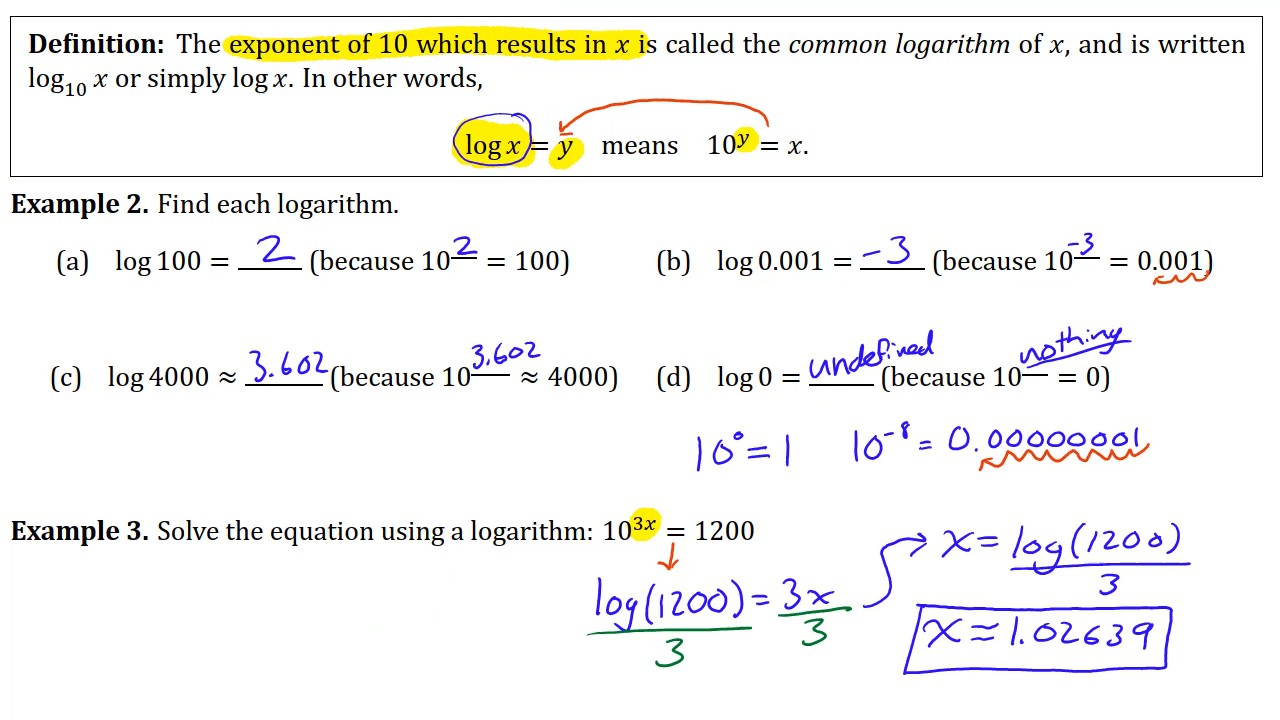 Definition: The exponent of 10 which results in x is called the common logarithm of x, and is written
log₁₀ x or simply log x. In other words,
log x = y means 10ʸ = x.
Example 2. Find each logarithm.
(a) log 100 = 2 (because 10² = 100)
(b) log 0.001 = -3 (because 10⁻³ = 0.001)
(c) log 4000 ≈ 3.602 (because 10^3.602 ≈ 4000)
(d) log 0 = undefined (because 10^nothing = 0)
10⁰ = 1 10⁻⁸ = 0.00000001
Example 3. Solve the equation using a logarithm: 10³ˣ = 1200
log(1200)/3 = 3x/3
x = log(1200)/3
x ≈ 1.02639